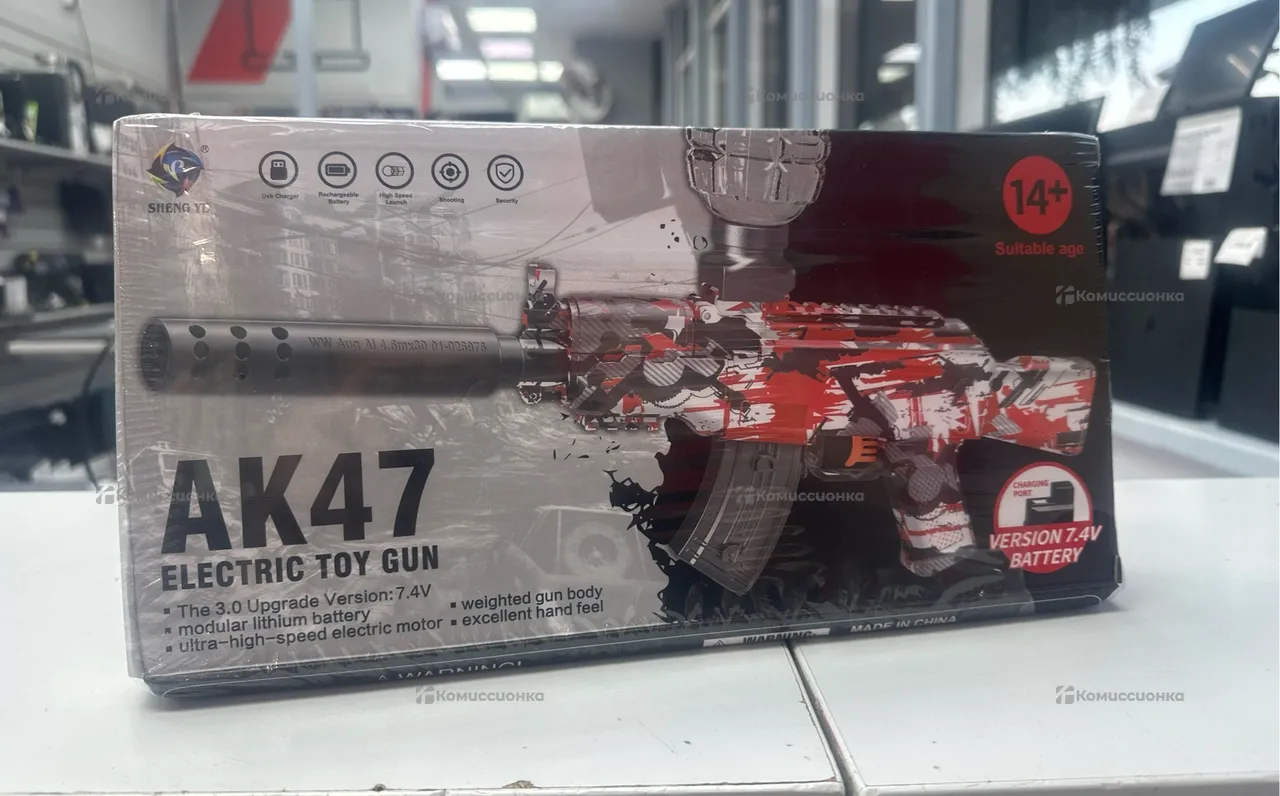 SHENG YE
Usb Charger
Rechargeable
Battery
High Speed
Launch
Shooting
Security
14+
Suitable age
AK47
ELECTRIC TOY GUN
▪ The 3.0 Upgrade Version:7.4V
▪ modular lithium battery
▪ ultra-high-speed electric motor
▪ weighted gun body
▪ excellent hand feel
CHARGING
PORT
VERSION 7.4V
BATTERY
WARNING!
WARNING:
MADE IN CHINA
Комиссионка
Комиссионка
Комиссионка
Комиссионка
Комиссионка
Комиссионка